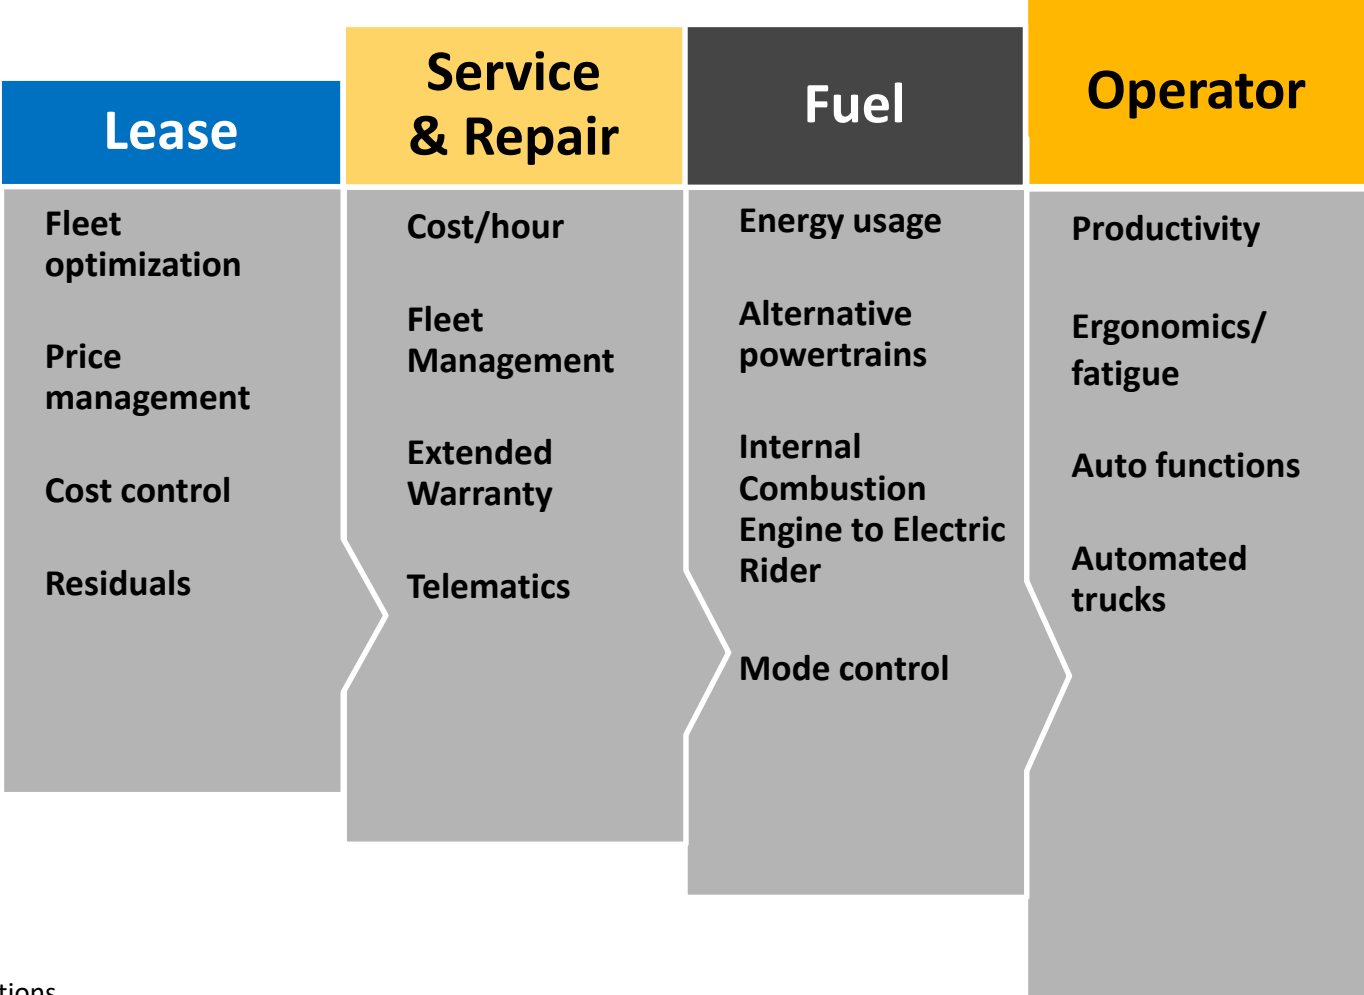 Lease
Fleet
optimization
Price
management
Cost control
Residuals
Service
& Repair
Cost/hour
Fleet
Management
Extended
Warranty
Telematics
Fuel
Energy usage
Alternative
powertrains
Internal
Combustion
Engine to Electric
Rider
Mode control
Operator
Productivity
Ergonomics/
fatigue
Auto functions
Automated
trucks